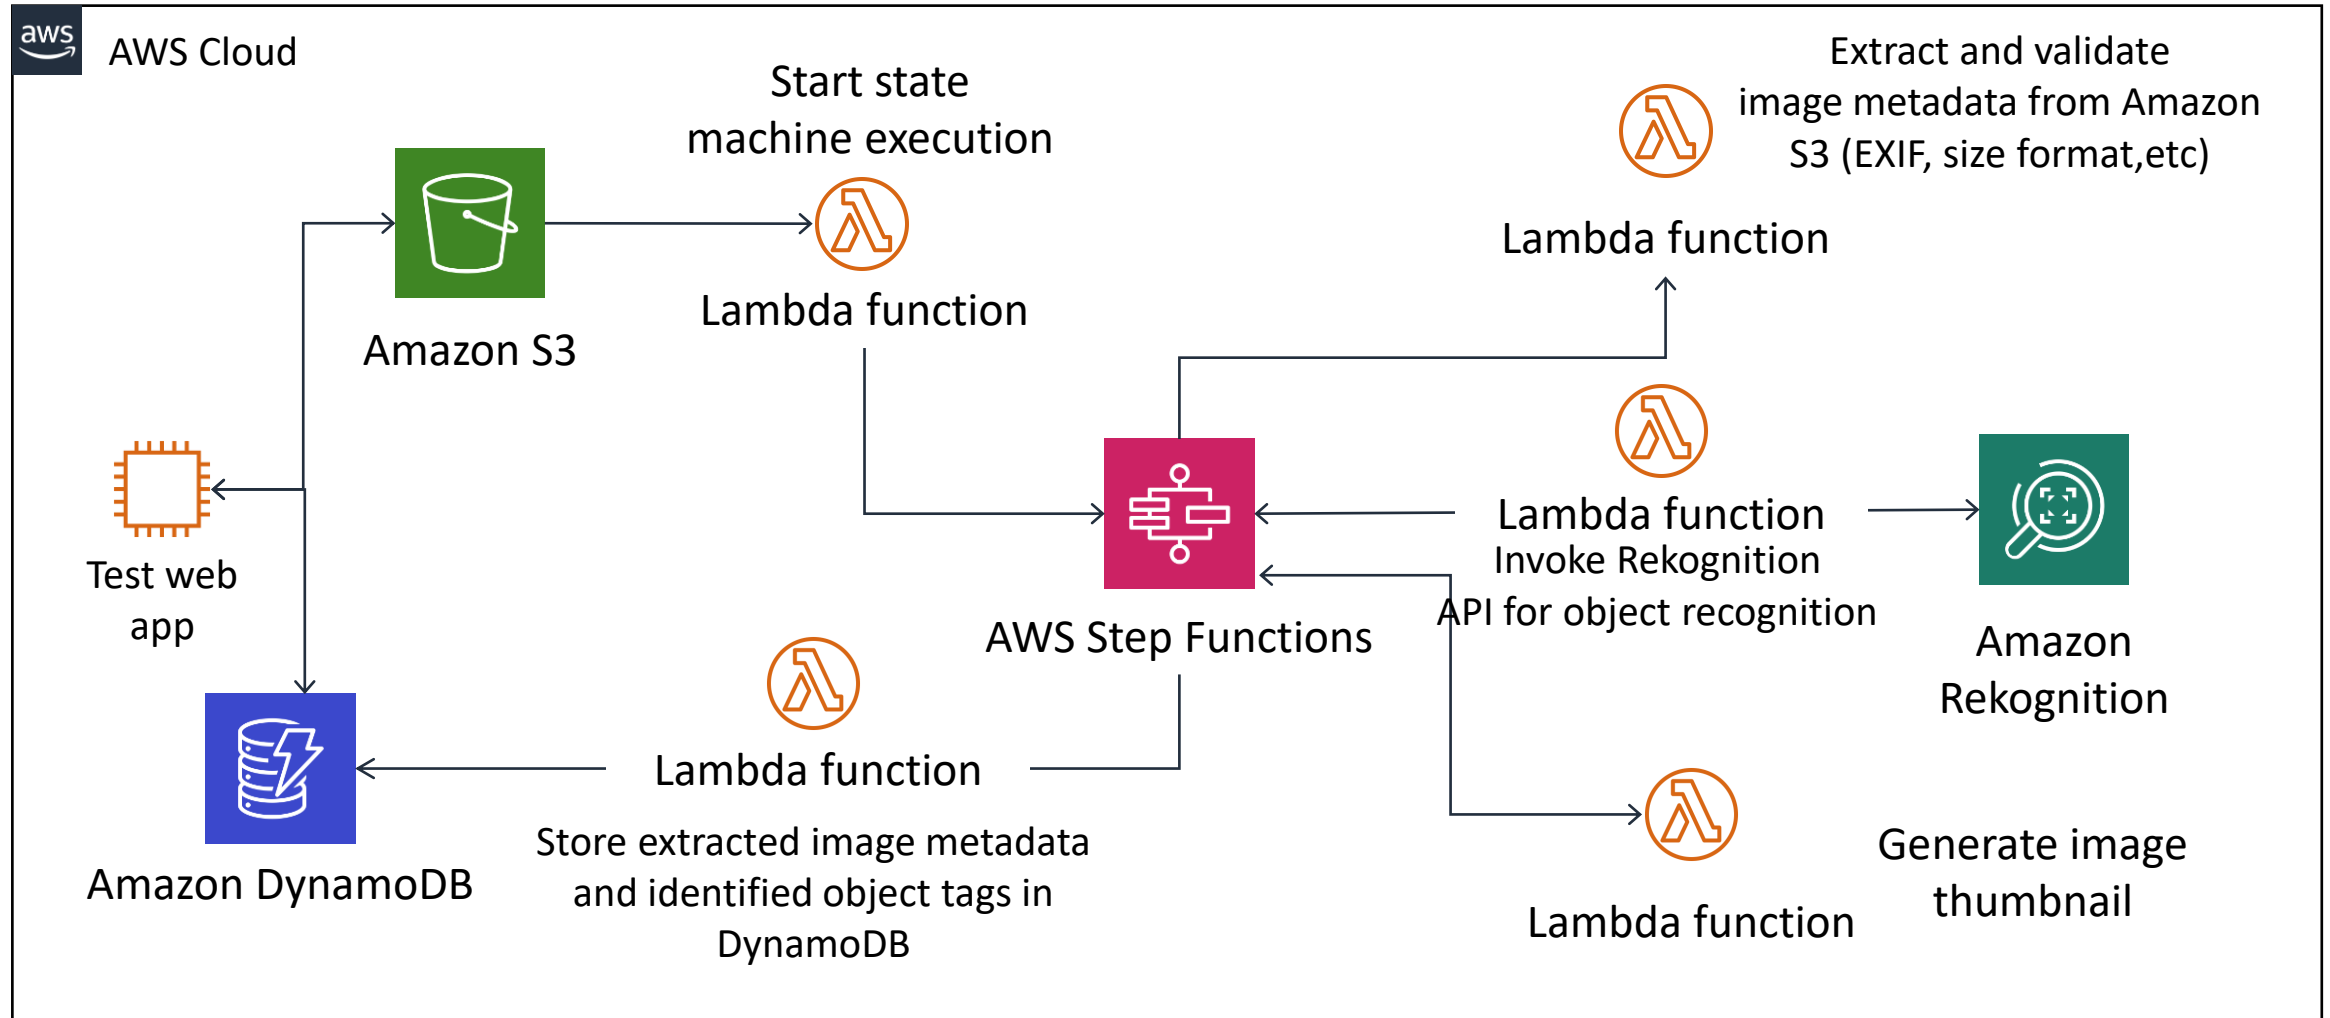 aws
AWS Cloud
Start state
machine execution
Lambda function
Amazon S3
Extract and validate
image metadata from Amazon
S3 (EXIF, size format,etc)
Lambda function
Test web
app
AWS Step Functions
Lambda function
Invoke Rekognition
API for object recognition
Amazon
Rekognition
Amazon DynamoDB
Lambda function
Store extracted image metadata
and identified object tags in
DynamoDB
Lambda function
Generate image
thumbnail